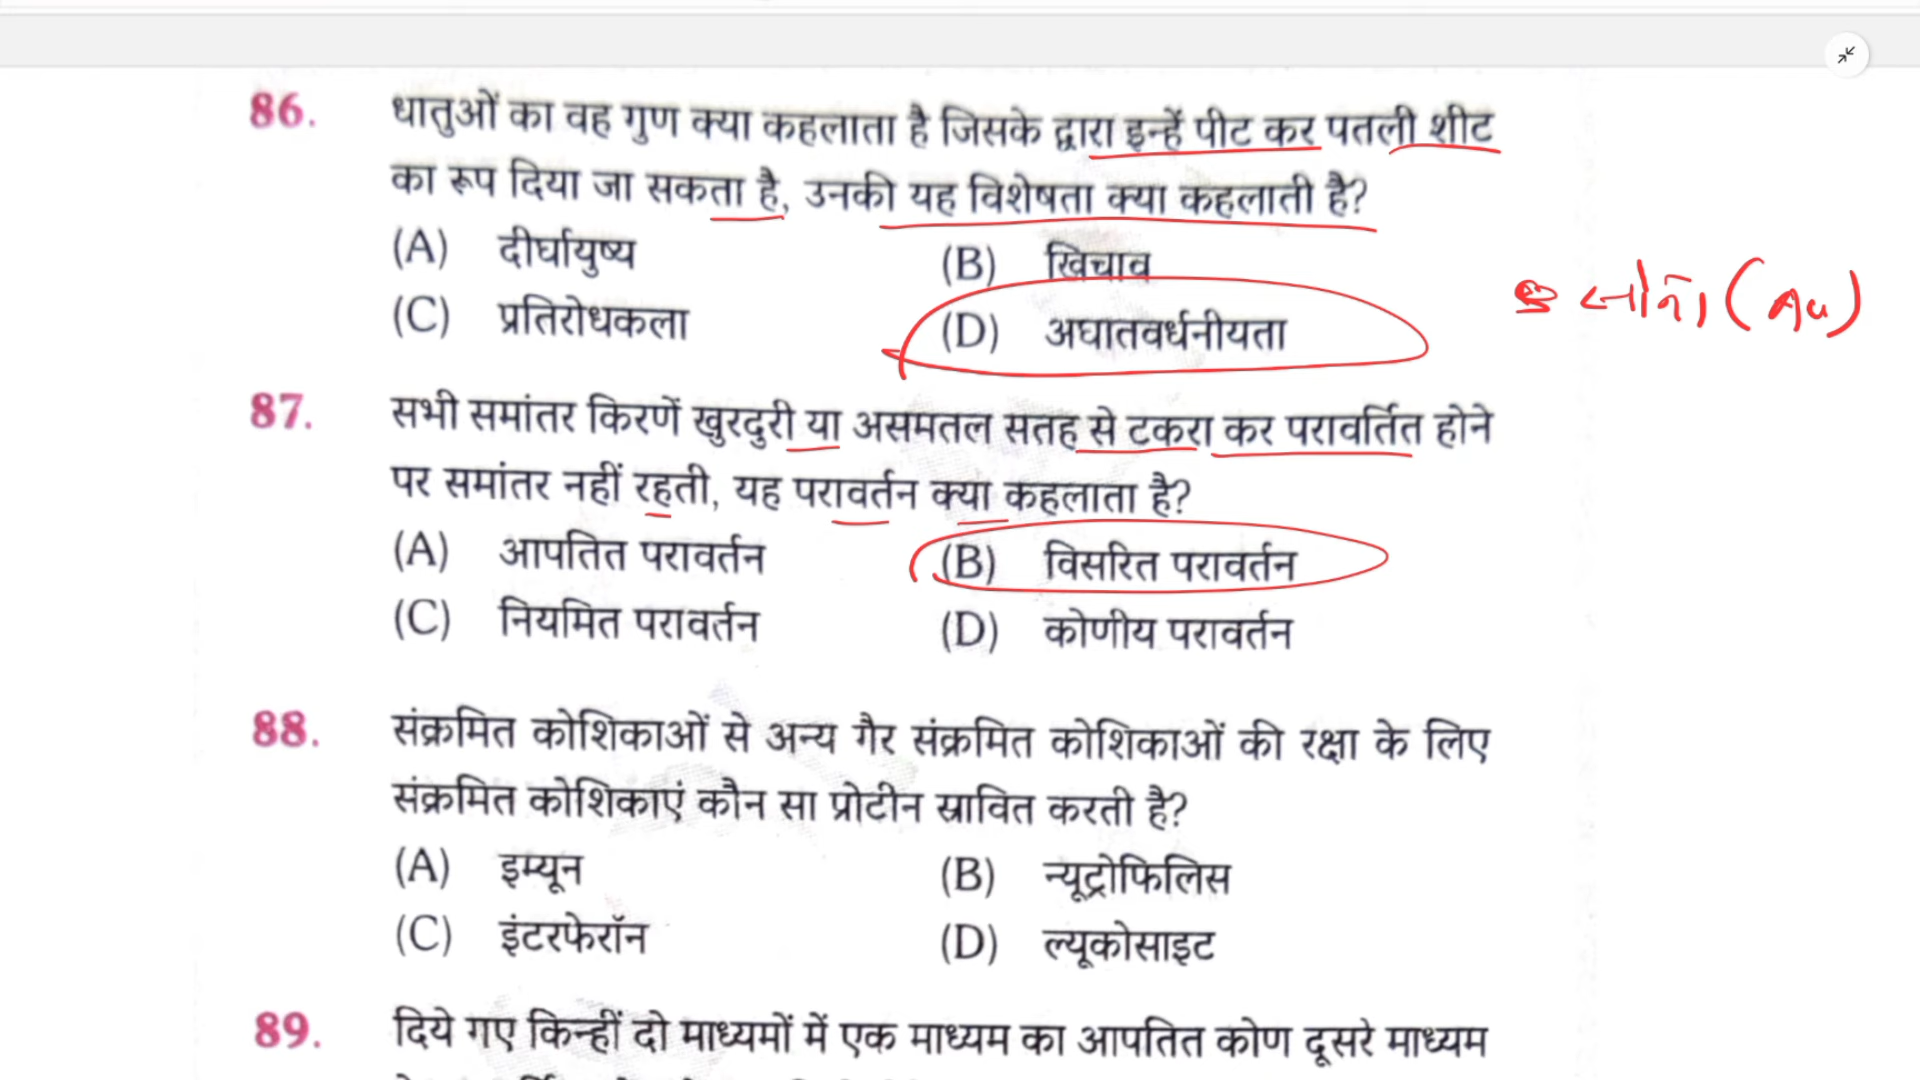 86. धातुओं का वह गुण क्या कहलाता है जिसके द्वारा इन्हें पीट कर पतली शीट
का रूप दिया जा सकता है, उनकी यह विशेषता क्या कहलाती है?
(A) दीर्घायुष्य (B) खिचाव
(C) प्रतिरोधकला (D) अघातवर्धनीयता
(Au)
87. सभी समांतर किरणें खुरदुरी या असमतल सतह से टकरा कर परावर्तित होने
पर समांतर नहीं रहती, यह परावर्तन क्या कहलाता है?
(A) आपतित परावर्तन (B) विसरित परावर्तन
(C) नियमित परावर्तन (D) कोणीय परावर्तन
88. संक्रमित कोशिकाओं से अन्य गैर संक्रमित कोशिकाओं की रक्षा के लिए
संक्रमित कोशिकाएं कौन सा प्रोटीन स्रावित करती है?
(A) इम्यून (B) न्यूट्रोफिलिस
(C) इंटरफेरॉन (D) ल्यूकोसाइट
89. दिये गए किन्हीं दो माध्यमों में एक माध्यम का आपतित कोण दूसरे माध्यम